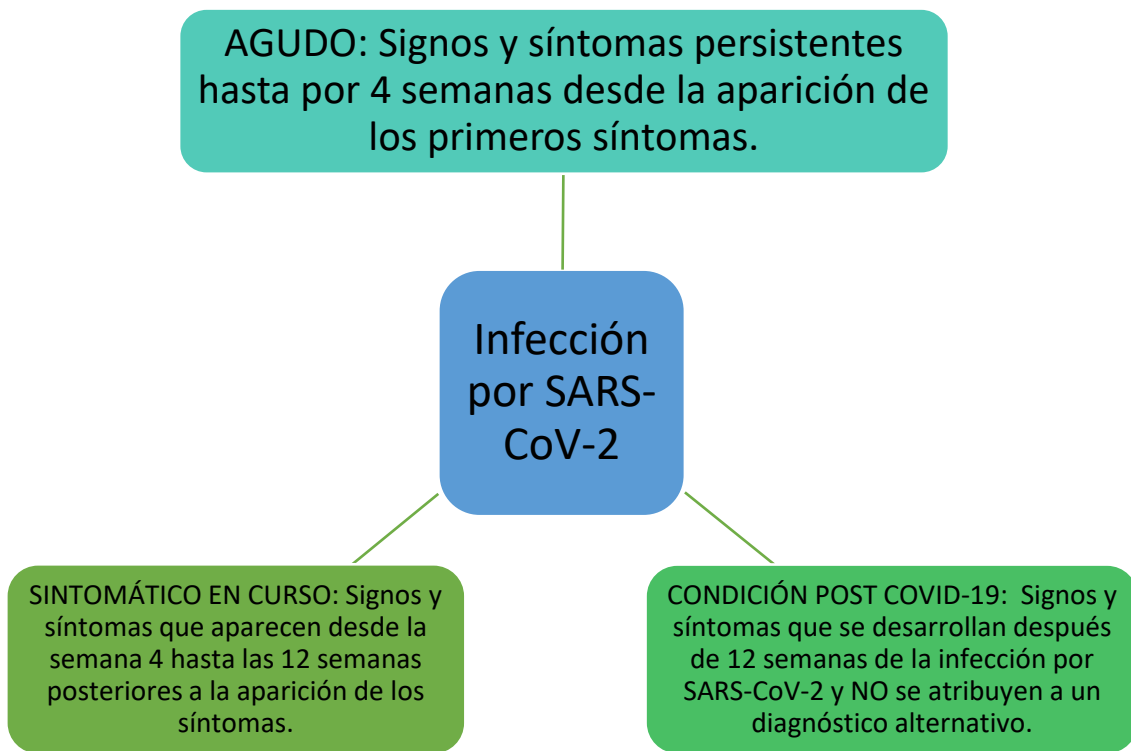 AGUDO: Signos y síntomas persistentes
hasta por 4 semanas desde la aparición de
los primeros síntomas.
Infección
por SARS-
CoV-2
SINTOMÁTICO EN CURSO: Signos y
síntomas que aparecen desde la
semana 4 hasta las 12 semanas
posteriores a la aparición de los
síntomas.
CONDICIÓN POST COVID-19: Signos y
síntomas que se desarrollan después
de 12 semanas de la infección por
SARS-CoV-2 y NO se atribuyen a un
diagnóstico alternativo.